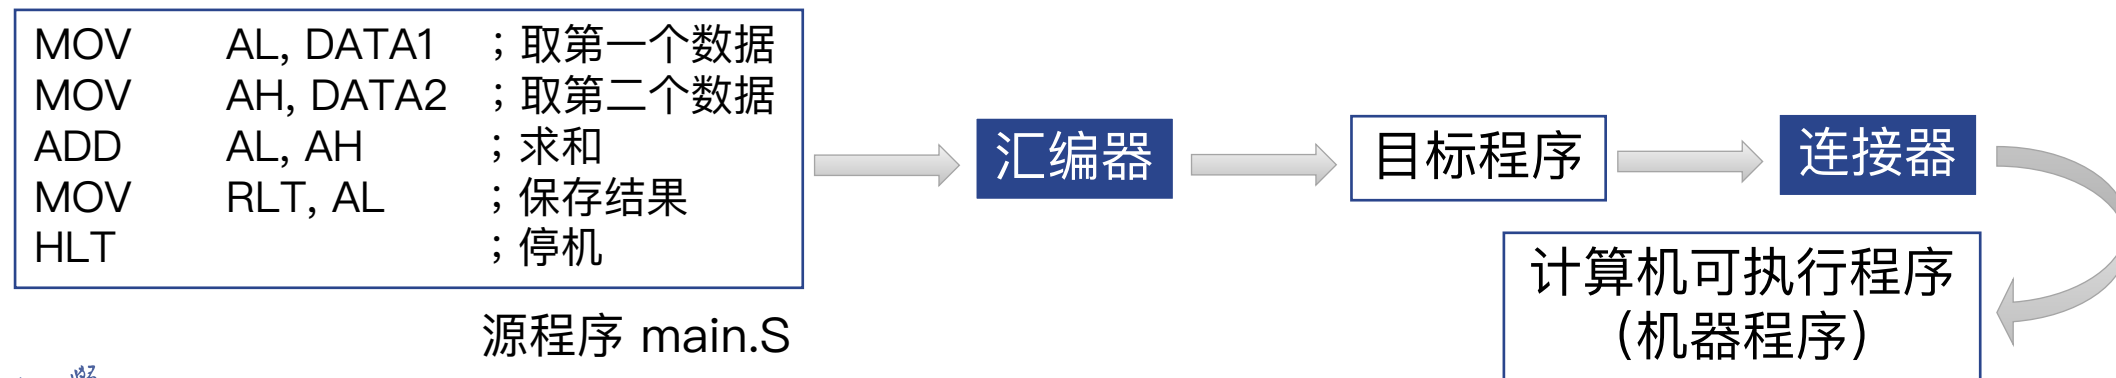 MOV AL, DATA1 ；取第一个数据
MOV AH, DATA2 ；取第二个数据
ADD AL, AH ；求和
MOV RLT, AL ；保存结果
HLT ；停机
源程序 main.S
汇编器
目标程序
连接器
计算机可执行程序
（机器程序）